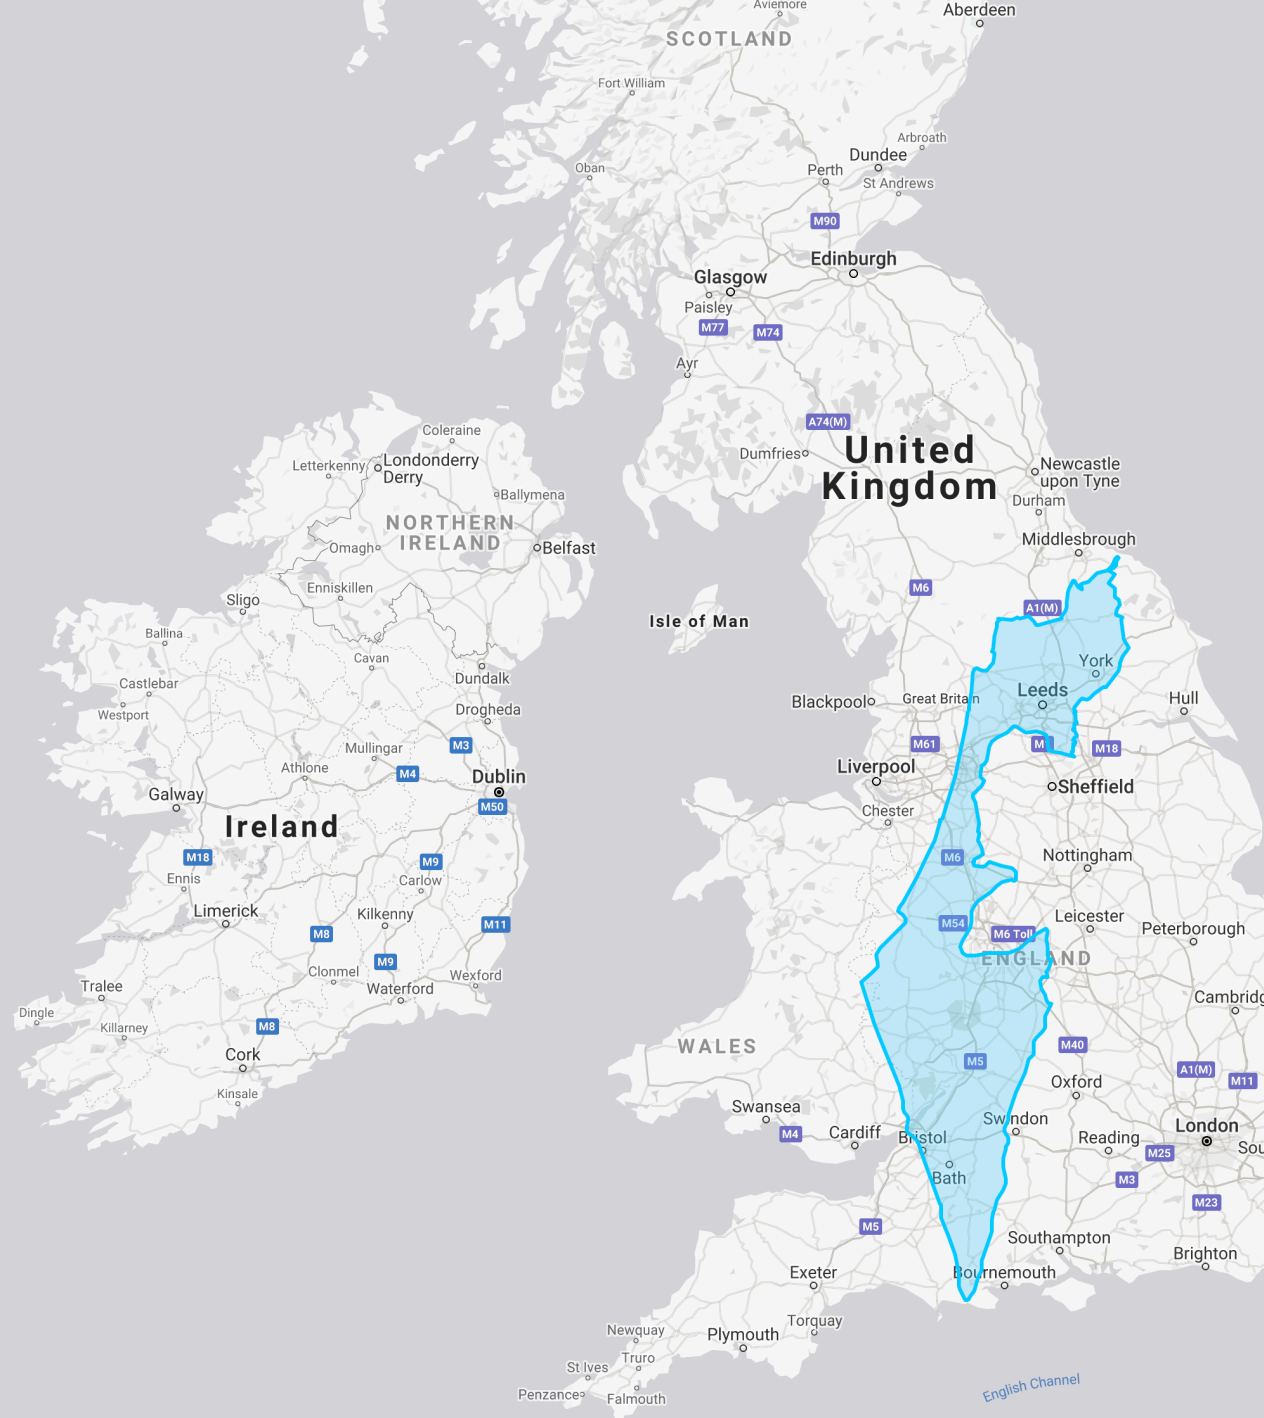 Aviemore
Aberdeen
SCOTLAND
Fort William
Arbroath
Dundee
Oban
Perth
St Andrews
M90
Edinburgh
Glasgow
Paisley
M77
M74
Ayr
A74(M)
Coleraine
United
Kingdom
Dumfries
Letterkenny
Londonderry
Derry
Newcastle
upon Tyne
Ballymena
Durham
NORTHERN
IRELAND
Omagh
Belfast
Middlesbrough
Enniskillen
M6
Sligo
A1(M)
Isle of Man
Ballina
Cavan
York
Castlebar
Dundalk
Leeds
Westport
Drogheda
Blackpool
Great Britain
Hull
Mullingar
M3
M61
M
M18
Athlone
M4
Dublin
Liverpool
Sheffield
Galway
M50
Chester
Ireland
M18
M9
M6
Nottingham
Ennis
Carlow
Limerick
Kilkenny
M11
M54
Leicester
M8
M6 Toll
Peterborough
M9
ENGLAND
Clonmel
Wexford
Tralee
Waterford
Cambridg
Dingle
Killarney
M8
WALES
M40
Cork
M5
A1(M)
M11
Kinsale
Oxford
Swansea
Swindon
M4
Cardiff
Bristol
Reading
London
M25
Sou
Bath
M3
M23
M5
Southampton
Brighton
Exeter
Bournemouth
Torquay
Newquay
Plymouth
Truro
St Ives
English Channel
Penzance
Falmouth